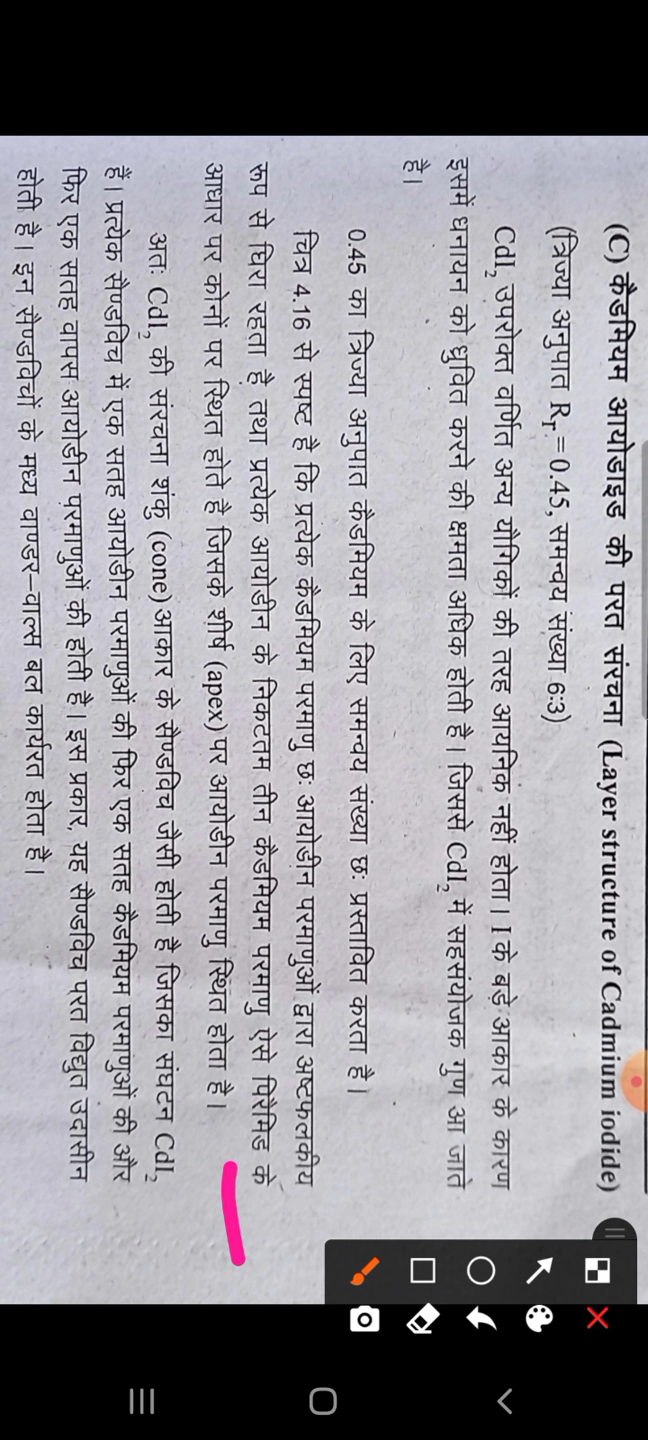 (C) कैडमियम आयोडाइड की परत संरचना (Layer structure of Cadmium iodide)
(त्रिज्या अनुपात Rr = 0.45, समन्वय संख्या 6:3)
CdI2 उपरोक्त वर्णित अन्य यौगिकों की तरह आयनिक नहीं होता। I के बड़े आकार के कारण
इसमें धनायन को ध्रुवित करने की क्षमता अधिक होती है। जिससे CdI2 में सहसंयोजक गुण आ जाते
है।
0.45 का त्रिज्या अनुपात कैडमियम के लिए समन्वय संख्या छः प्रस्तावित करता है।
चित्र 4.16 से स्पष्ट है कि प्रत्येक कैडमियम परमाणु छः आयोडीन परमाणुओं द्वारा अष्टफलकीय
रूप से घिरा रहता है तथा प्रत्येक आयोडीन के निकटतम तीन कैडमियम परमाणु ऐसे पिरैमिड के
आधार पर कोनों पर स्थित होते है जिसके शीर्ष (apex) पर आयोडीन परमाणु स्थित होता है।
अतः CdI2 की संरचना शंकु (cone) आकार के सैण्डविच जैसी होती है जिसका संघटन CdI2
है। प्रत्येक सैण्डविच में एक सतह आयोडीन परमाणुओं की फिर एक सतह कैडमियम परमाणुओं की और
फिर एक सतह वापस आयोडीन परमाणुओं की होती है। इस प्रकार, यह सैण्डविच परत विद्युत उदासीन
होती है। इन सैण्डविचों के मध्य वाण्डर-वाल्स बल कार्यरत होता है।